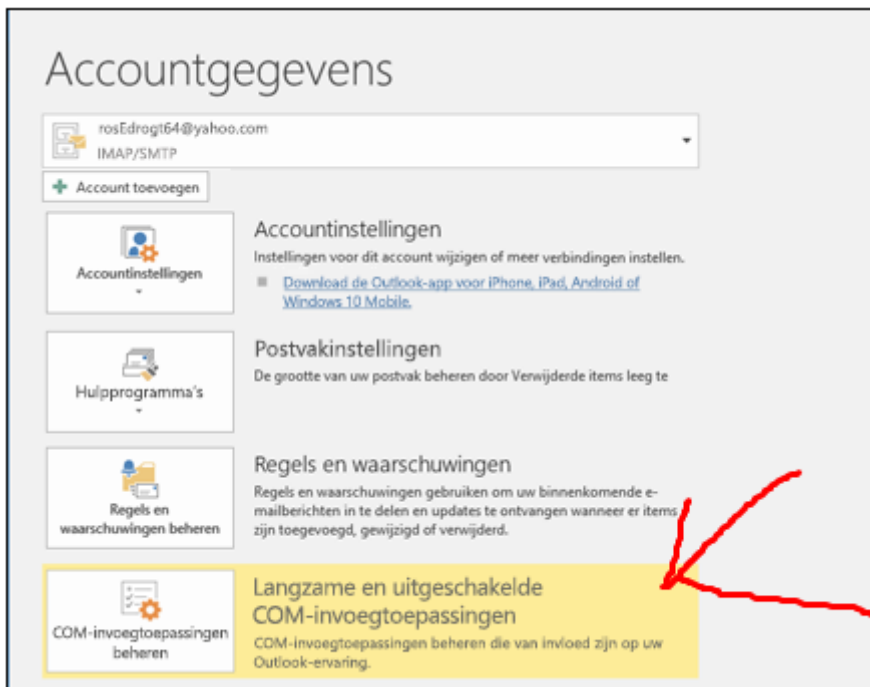 Accountgegevens
rosEdrogt64@yahoo.com
IMAP/SMTP
Account toevoegen
Accountinstellingen
Accountinstellingen
Instellingen voor dit account wijzigen of meer verbindingen instellen.
Download de Outlook-app voor iPhone, iPad, Android of
Windows 10 Mobile.
Hulpprogramma's
Postvakinstellingen
De grootte van uw postvak beheren door Verwijderde items leeg te
Regels en
waarschuwingen beheren
Regels en waarschuwingen
Regels en waarschuwingen gebruiken om uw binnenkomende e-
mailberichten in te delen en updates te ontvangen wanneer er items
zijn toegevoegd, gewijzigd of verwijderd.
COM-invoegtoepassingen
beheren
Langzame en uitgeschakelde
COM-invoegtoepassingen
COM-invoegtoepassingen beheren die van invloed zijn op uw
Outlook-ervaring.